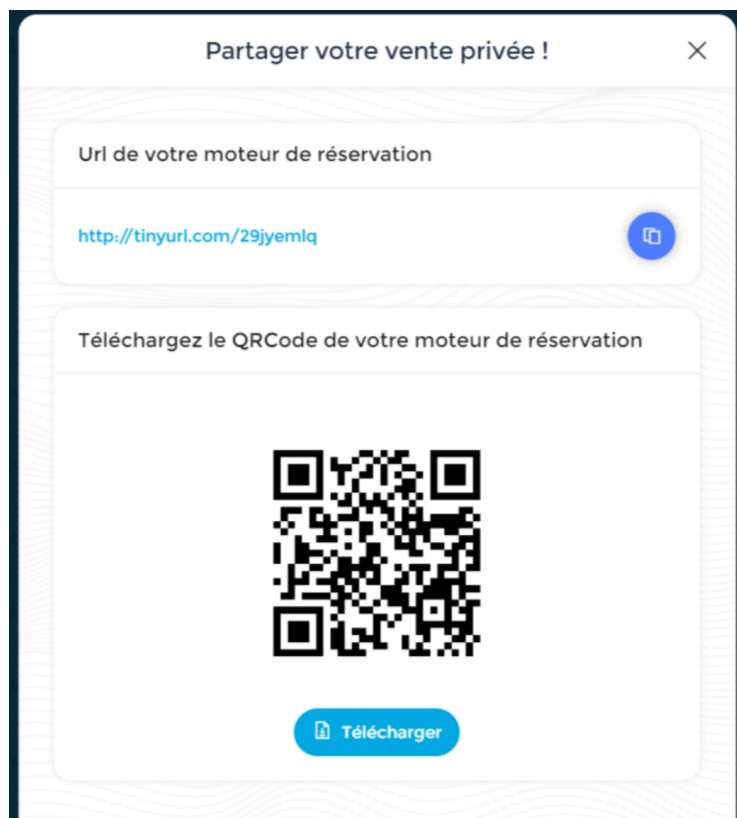 Partager votre vente privée !
Url de votre moteur de réservation
http://tinyurl.com/29jyemlq
Téléchargez le QRCode de votre moteur de réservation
Télécharger